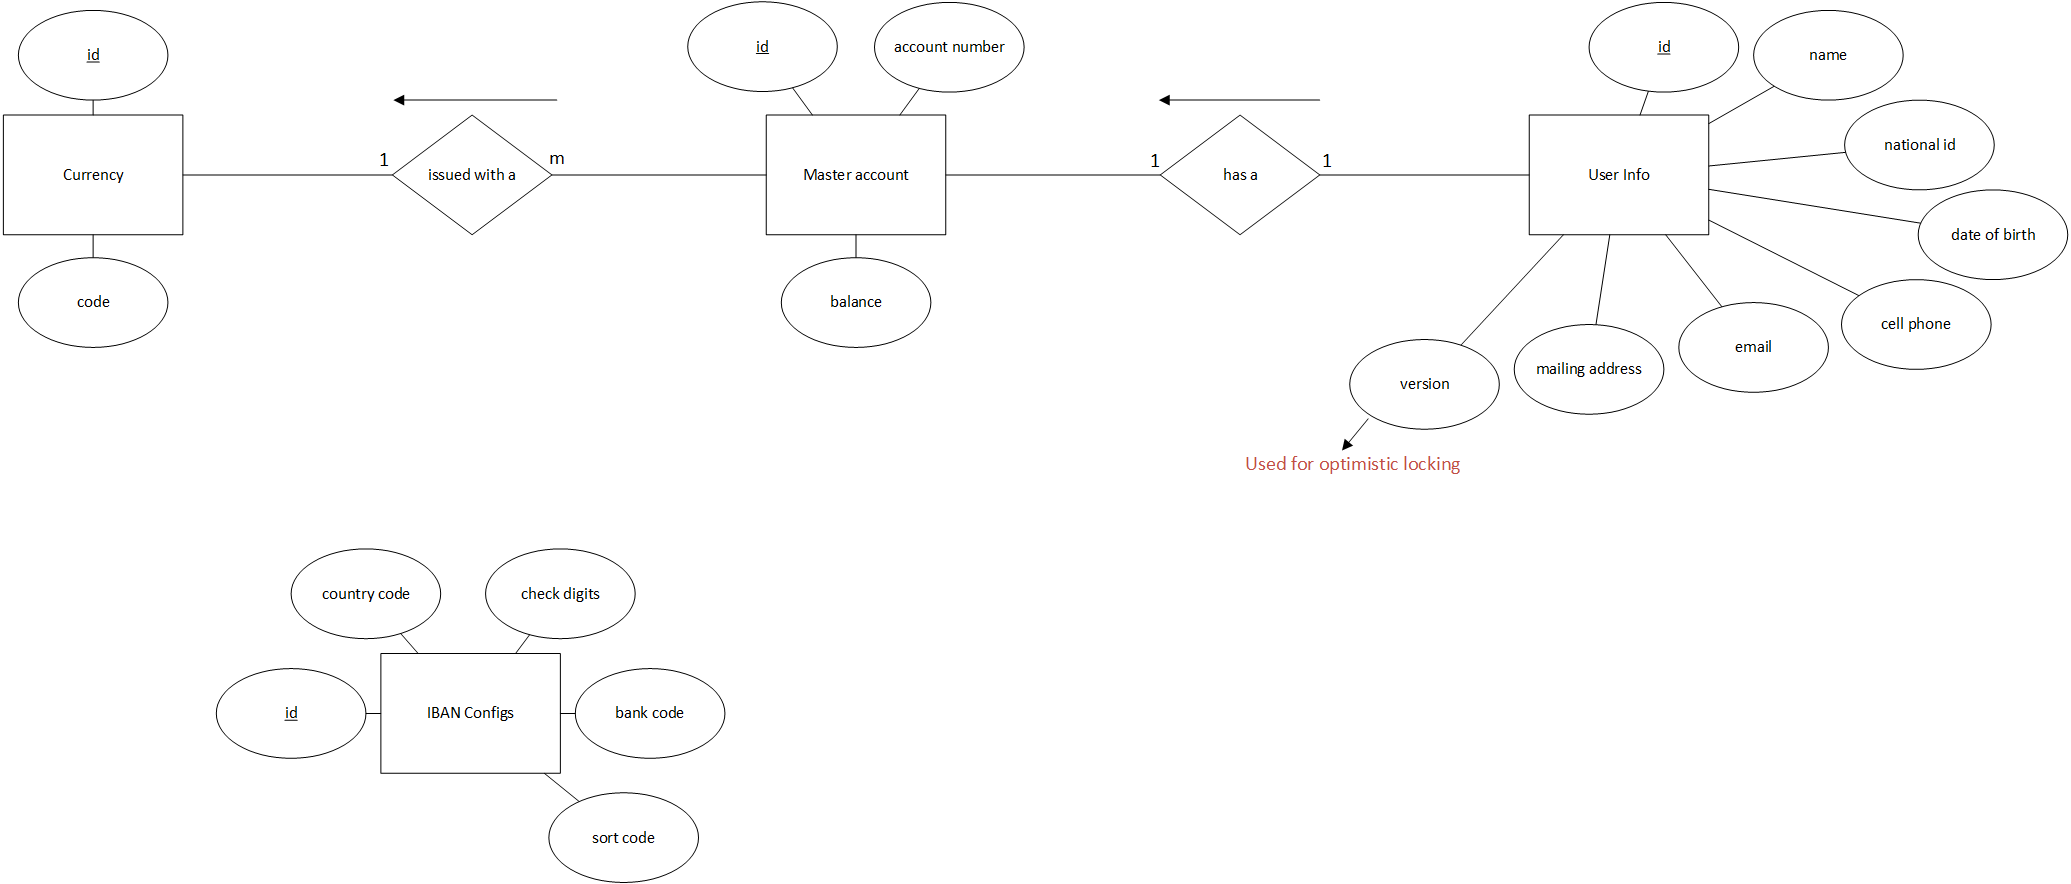 id
id
account number
id
name
national id
1
issued with a
m
1
has a
1
Currency
Master account
User Info
date of birth
code
balance
cell phone
email
mailing address
version
Used for optimistic locking
country code
check digits
id
IBAN Configs
bank code
sort code